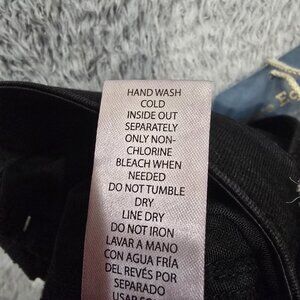 HAND WASH
COLD
INSIDE OUT
SEPARATELY
ONLY NON-
CHLORINE
BLEACH WHEN
NEEDED
DO NOT TUMBLE
DRY
LINE DRY
DO NOT IRON
LAVAR A MANO
CON AGUA FRÍA
DEL REVÉS POR
SEPARADO